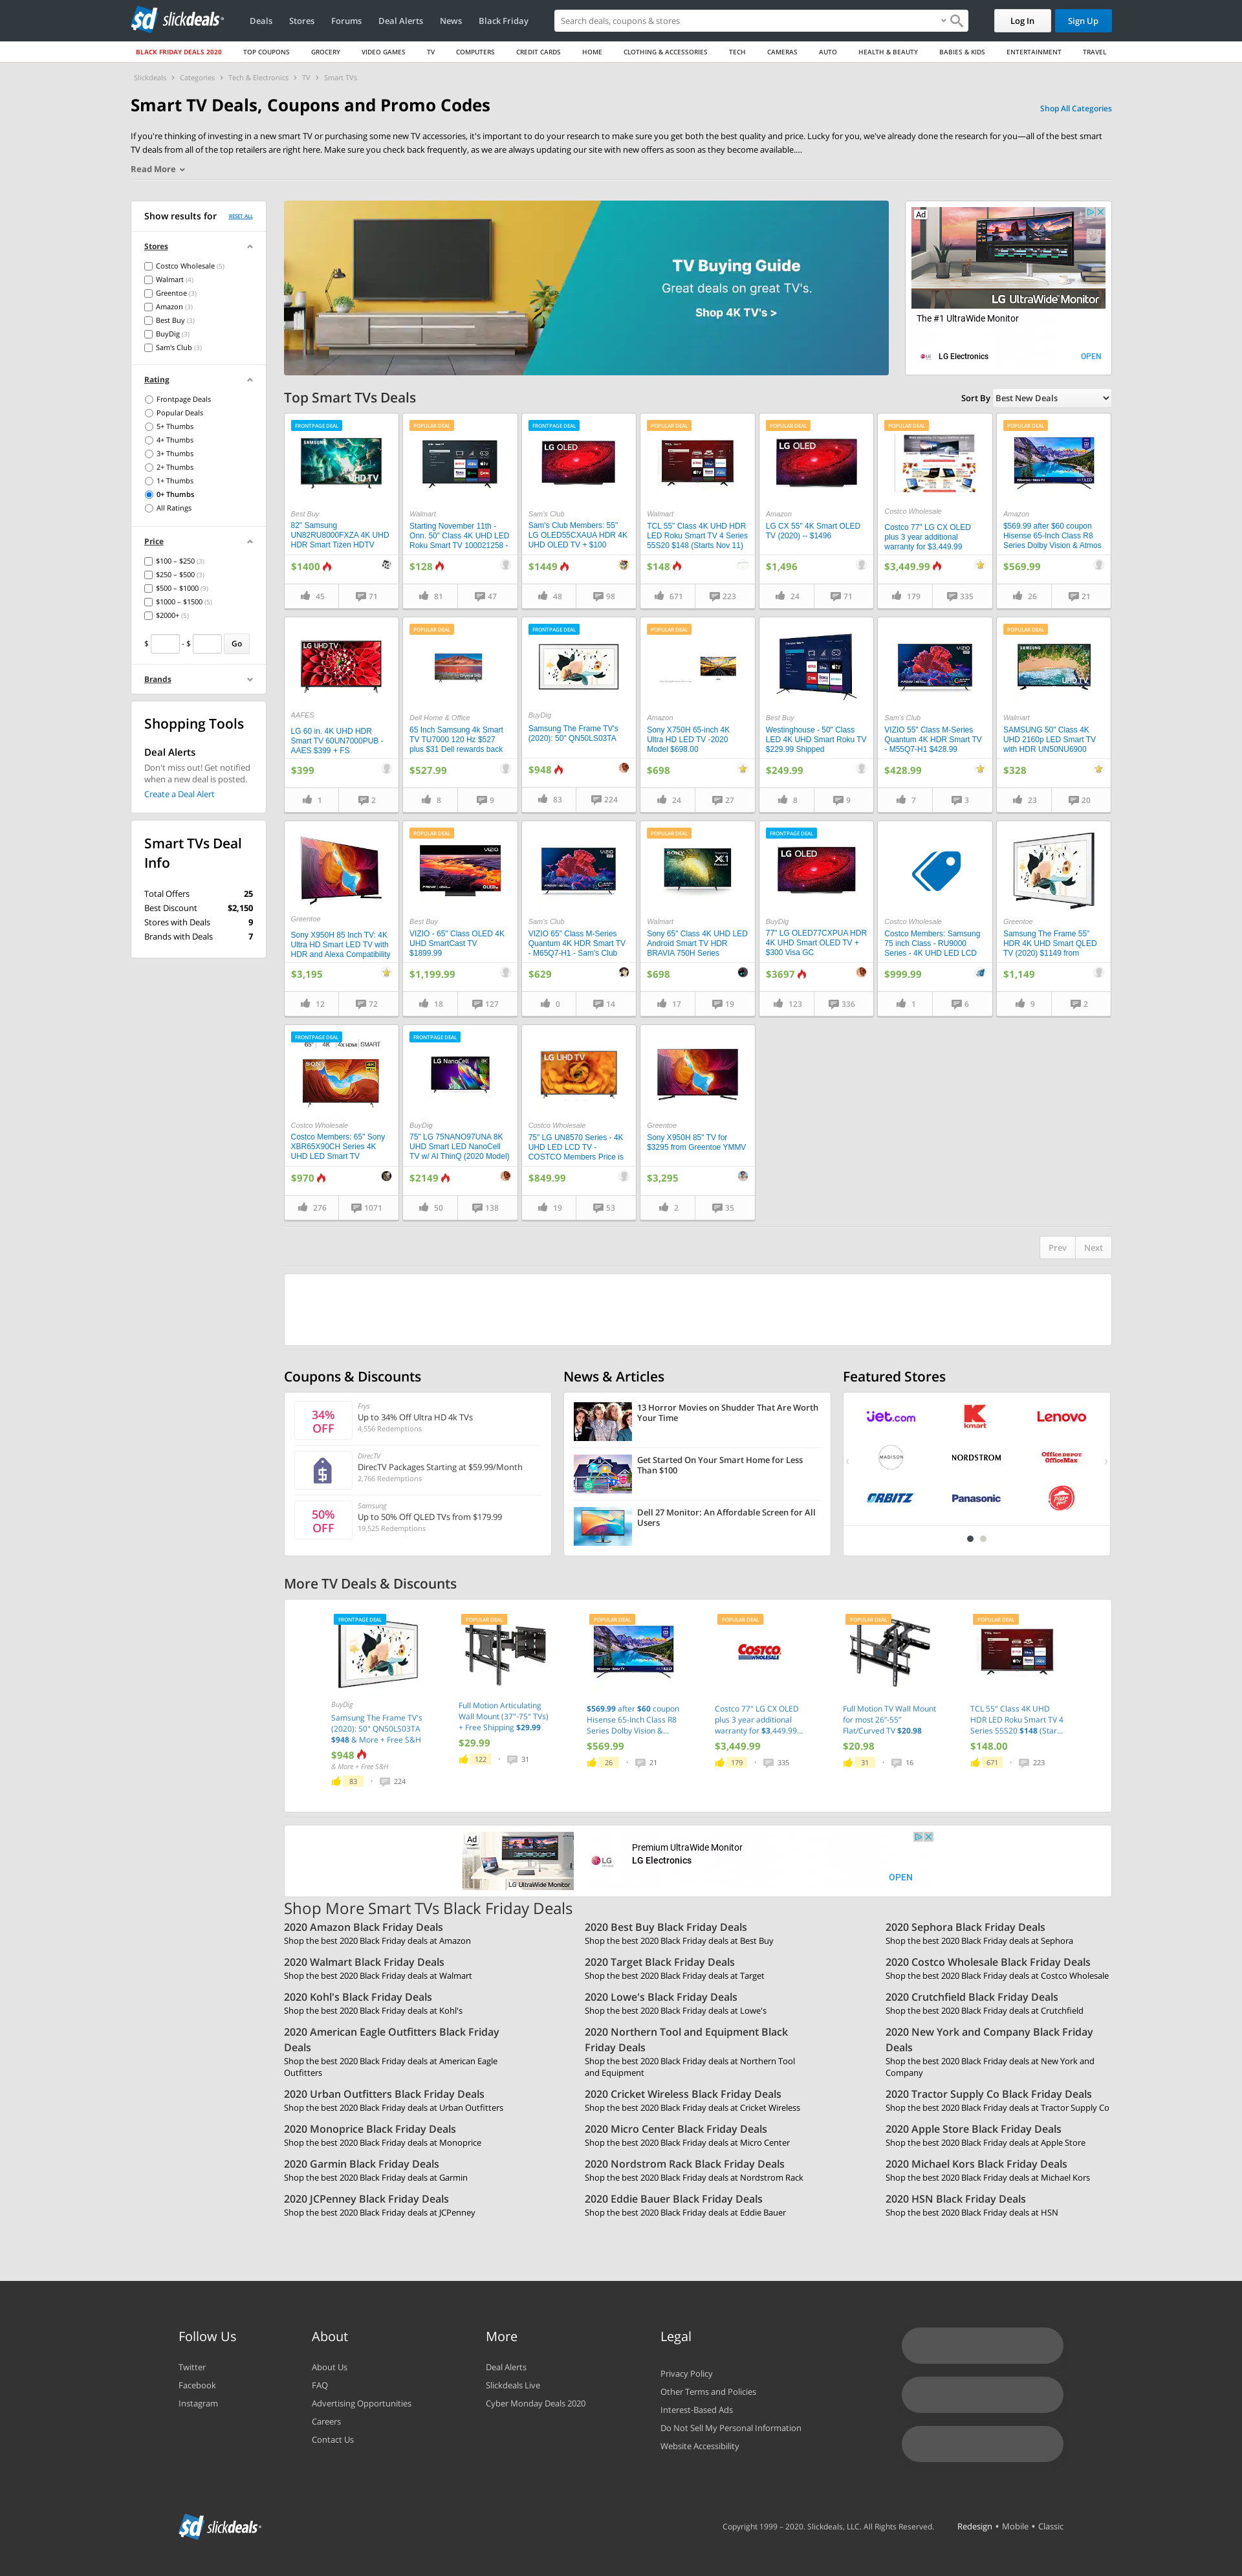 slickdeals
Deals Stores Forums Deal Alerts News Black Friday
Search deals, coupons & stores
Log In
Sign Up
BLACK FRIDAY DEALS 2020 TOP COUPONS GROCERY VIDEO GAMES TV COMPUTERS CREDIT CARDS HOME CLOTHING & ACCESSORIES TECH CAMERAS AUTO HEALTH & BEAUTY BABIES & KIDS ENTERTAINMENT TRAVEL
Slickdeals > Categories > Tech & Electronics > TV > Smart TVs
Smart TV Deals, Coupons and Promo Codes
Shop All Categories
If you're thinking of investing in a new smart TV or purchasing some new TV accessories, it's important to do your research to make sure you get both the best quality and price. Lucky for you, we've already done the research for you—all of the best smart
TV deals from all of the top retailers are right here. Make sure you check back frequently, as we are always updating our site with new offers as soon as they become available....
Read More
Show results for RESET ALL
Stores
Costco Wholesale (5)
Walmart (4)
Greentoe (3)
Amazon (3)
Best Buy (3)
BuyDig (3)
Sam's Club (3)
Rating
Frontpage Deals
Popular Deals
5+ Thumbs
4+ Thumbs
3+ Thumbs
2+ Thumbs
1+ Thumbs
0+ Thumbs
All Ratings
Price
$100 – $250 (3)
$250 – $500 (3)
$500 – $1000 (9)
$1000 – $1500 (5)
$2000+ (5)
$ - $ Go
Brands
Shopping Tools
Deal Alerts
Don't miss out! Get notified
when a new deal is posted.
Create a Deal Alert
Smart TVs Deal
Info
Total Offers 25
Best Discount $2,150
Stores with Deals 9
Brands with Deals 7
TV Buying Guide
Great deals on great TV's.
Shop 4K TV's >
Ad
LG UltraWide Monitor
The #1 UltraWide Monitor
LG Electronics
OPEN
Top Smart TVs Deals
Sort By Best New Deals
FRONTPAGE DEAL
Best Buy
82" Samsung
UN82RU8000FXZA 4K UHD
HDR Smart Tizen HDTV
$1400
45 71
POPULAR DEAL
Walmart
Starting November 11th -
Onn. 50" Class 4K UHD LED
Roku Smart TV 100021258 -
$128
81 47
FRONTPAGE DEAL
Sam's Club
Sam's Club Members: 55"
LG OLED55CXAUA HDR 4K
UHD OLED TV + $100
$1449
48 98
POPULAR DEAL
Walmart
TCL 55" Class 4K UHD HDR
LED Roku Smart TV 4 Series
55S20 $148 (Starts Nov 11)
$148
671 223
POPULAR DEAL
Amazon
LG CX 55" 4K Smart OLED
TV (2020) -- $1496
$1,496
24 71
POPULAR DEAL
Costco Wholesale
Costco 77" LG CX OLED
plus 3 year additional
warranty for $3,449.99
$3,449.99
179 335
POPULAR DEAL
Amazon
$569.99 after $60 coupon
Hisense 65-Inch Class R8
Series Dolby Vision & Atmos
$569.99
26 21
AAFES
LG 60 in. 4K UHD HDR
Smart TV 60UN7000PUB -
AAES $399 + FS
$399
1 2
POPULAR DEAL
Dell Home & Office
65 Inch Samsung 4k Smart
TV TU7000 120 Hz $527
plus $31 Dell rewards back
$527.99
8 9
FRONTPAGE DEAL
BuyDig
Samsung The Frame TV's
(2020): 50" QN50LS03TA
$948
83 224
POPULAR DEAL
Amazon
Sony X750H 65-inch 4K
Ultra HD LED TV -2020
Model $698.00
$698
24 27
Best Buy
Westinghouse - 50" Class
LED 4K UHD Smart Roku TV
$229.99 Shipped
$249.99
8 9
Sam's Club
VIZIO 55" Class M-Series
Quantum 4K HDR Smart TV
- M55Q7-H1 $428.99
$428.99
7 3
POPULAR DEAL
Walmart
SAMSUNG 50" Class 4K
UHD 2160p LED Smart TV
with HDR UN50NU6900
$328
23 20
Greentoe
Sony X950H 85 Inch TV: 4K
Ultra HD Smart LED TV with
HDR and Alexa Compatibility
$3,195
12 72
POPULAR DEAL
Best Buy
VIZIO - 65" Class OLED 4K
UHD SmartCast TV
$1899.99
$1,199.99
18 127
Sam's Club
VIZIO 65" Class M-Series
Quantum 4K HDR Smart TV
- M65Q7-H1 - Sam's Club
$629
0 14
POPULAR DEAL
Walmart
Sony 65" Class 4K UHD LED
Android Smart TV HDR
BRAVIA 750H Series
$698
17 19
FRONTPAGE DEAL
BuyDig
77" LG OLED77CXPUA HDR
4K UHD Smart OLED TV +
$300 Visa GC
$3697
123 336
Costco Wholesale
Costco Members: Samsung
75 inch Class - RU9000
Series - 4K UHD LED LCD
$999.99
1 6
Greentoe
Samsung The Frame 55"
HDR 4K UHD Smart QLED
TV (2020) $1149 from
$1,149
9 2
FRONTPAGE DEAL
Costco Wholesale
Costco Members: 65" Sony
XBR65X90CH Series 4K
UHD LED Smart TV
$970
276 1071
FRONTPAGE DEAL
BuyDig
75" LG 75NANO97UNA 8K
UHD Smart LED NanoCell
TV w/ AI ThinQ (2020 Model)
$2149
50 138
Costco Wholesale
75" LG UN8570 Series - 4K
UHD LED LCD TV -
COSTCO Members Price is
$849.99
19 53
Greentoe
Sony X950H 85" TV for
$3295 from Greentoe YMMV
$3,295
2 35
Prev Next
Coupons & Discounts
34%
OFF
Frys
Up to 34% Off Ultra HD 4k TVs
4,556 Redemptions
DirecTV
DirecTV Packages Starting at $59.99/Month
2,766 Redemptions
50%
OFF
Samsung
Up to 50% Off QLED TVs from $179.99
19,525 Redemptions
News & Articles
13 Horror Movies on Shudder That Are Worth
Your Time
Get Started On Your Smart Home for Less
Than $100
Dell 27 Monitor: An Affordable Screen for All
Users
Featured Stores
Jet.com
kmart
Lenovo
MADISON
NORDSTROM
Office DEPOT
OfficeMax
ORBITZ
Panasonic
Pizza Hut
More TV Deals & Discounts
FRONTPAGE DEAL
BuyDig
Samsung The Frame TV's
(2020): 50" QN50LS03TA
$948 & More + Free S&H
$948
& More + Free S&H
83 224
POPULAR DEAL
Full Motion Articulating
Wall Mount (37"-75" TVs)
+ Free Shipping $29.99
$29.99
122 31
POPULAR DEAL
$569.99 after $60 coupon
Hisense 65-Inch Class R8
Series Dolby Vision &...
$569.99
26 21
POPULAR DEAL
Costco WHOLESALE
Costco 77" LG CX OLED
plus 3 year additional
warranty for $3,449.99...
$3,449.99
179 335
POPULAR DEAL
Full Motion TV Wall Mount
for most 26"-55"
Flat/Curved TV $20.98
$20.98
31 16
POPULAR DEAL
TCL 55" Class 4K UHD
HDR LED Roku Smart TV 4
Series 55S20 $148 (Star...
$148.00
671 223
Ad
LG UltraWide Monitor
LG
Premium UltraWide Monitor
LG Electronics
OPEN
Shop More Smart TVs Black Friday Deals
2020 Amazon Black Friday Deals
Shop the best 2020 Black Friday deals at Amazon
2020 Best Buy Black Friday Deals
Shop the best 2020 Black Friday deals at Best Buy
2020 Sephora Black Friday Deals
Shop the best 2020 Black Friday deals at Sephora
2020 Walmart Black Friday Deals
Shop the best 2020 Black Friday deals at Walmart
2020 Target Black Friday Deals
Shop the best 2020 Black Friday deals at Target
2020 Costco Wholesale Black Friday Deals
Shop the best 2020 Black Friday deals at Costco Wholesale
2020 Kohl's Black Friday Deals
Shop the best 2020 Black Friday deals at Kohl's
2020 Lowe's Black Friday Deals
Shop the best 2020 Black Friday deals at Lowe's
2020 Crutchfield Black Friday Deals
Shop the best 2020 Black Friday deals at Crutchfield
2020 American Eagle Outfitters Black Friday
Deals
Shop the best 2020 Black Friday deals at American Eagle
Outfitters
2020 Northern Tool and Equipment Black
Friday Deals
Shop the best 2020 Black Friday deals at Northern Tool
and Equipment
2020 New York and Company Black Friday
Deals
Shop the best 2020 Black Friday deals at New York and
Company
2020 Urban Outfitters Black Friday Deals
Shop the best 2020 Black Friday deals at Urban Outfitters
2020 Cricket Wireless Black Friday Deals
Shop the best 2020 Black Friday deals at Cricket Wireless
2020 Tractor Supply Co Black Friday Deals
Shop the best 2020 Black Friday deals at Tractor Supply Co
2020 Monoprice Black Friday Deals
Shop the best 2020 Black Friday deals at Monoprice
2020 Micro Center Black Friday Deals
Shop the best 2020 Black Friday deals at Micro Center
2020 Apple Store Black Friday Deals
Shop the best 2020 Black Friday deals at Apple Store
2020 Garmin Black Friday Deals
Shop the best 2020 Black Friday deals at Garmin
2020 Nordstrom Rack Black Friday Deals
Shop the best 2020 Black Friday deals at Nordstrom Rack
2020 Michael Kors Black Friday Deals
Shop the best 2020 Black Friday deals at Michael Kors
2020 JCPenney Black Friday Deals
Shop the best 2020 Black Friday deals at JCPenney
2020 Eddie Bauer Black Friday Deals
Shop the best 2020 Black Friday deals at Eddie Bauer
2020 HSN Black Friday Deals
Shop the best 2020 Black Friday deals at HSN
Follow Us
Twitter
Facebook
Instagram
About
About Us
FAQ
Advertising Opportunities
Careers
Contact Us
More
Deal Alerts
Slickdeals Live
Cyber Monday Deals 2020
Legal
Privacy Policy
Other Terms and Policies
Interest-Based Ads
Do Not Sell My Personal Information
Website Accessibility
slickdeals
Copyright 1999 – 2020. Slickdeals, LLC. All Rights Reserved.
Redesign • Mobile • Classic